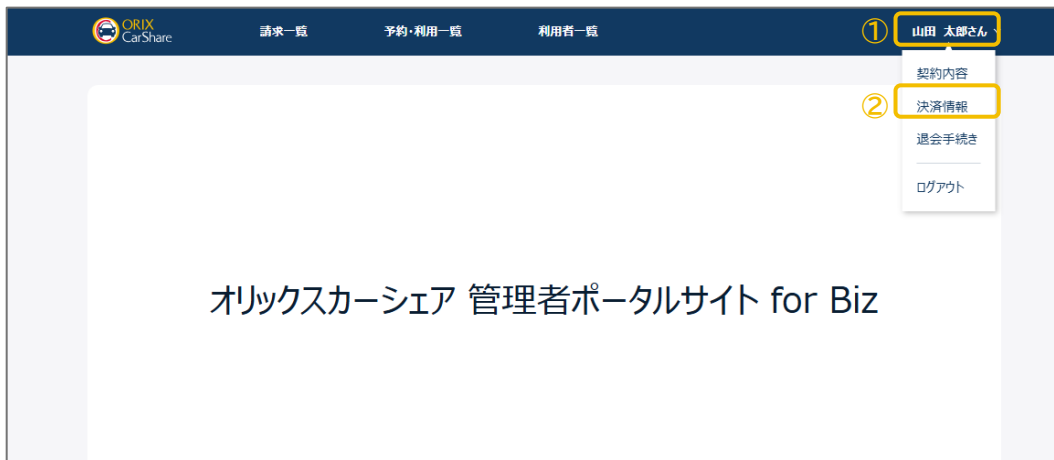 ORIX
CarShare
請求一覧
予約・利用一覧
利用者一覧
①
山田 太郎さん
契約内容
②
決済情報
退会手続き
ログアウト
オリックスカーシェア 管理者ポータルサイト for Biz